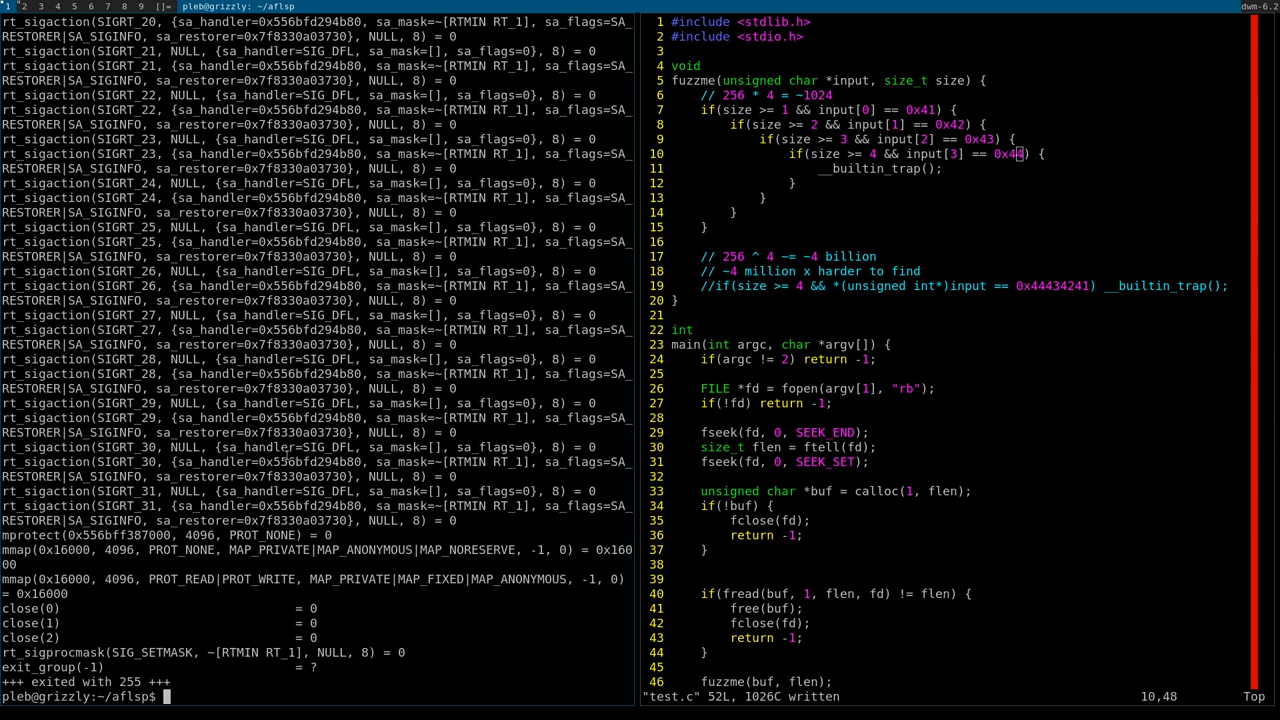 1 2 3 4 5 6 7 8 9 []= pleb@grizzly: ~/aflsp dwm-6.2
rt_sigaction(SIGRT_20, {sa_handler=0x556bfd294b80, sa_mask=~[RTMIN RT_1], sa_flags=SA_
RESTORER|SA_SIGINFO, sa_restorer=0x7f8330a03730}, NULL, 8) = 0
rt_sigaction(SIGRT_21, NULL, {sa_handler=SIG_DFL, sa_mask=[], sa_flags=0}, 8) = 0
rt_sigaction(SIGRT_21, {sa_handler=0x556bfd294b80, sa_mask=~[RTMIN RT_1], sa_flags=SA_
RESTORER|SA_SIGINFO, sa_restorer=0x7f8330a03730}, NULL, 8) = 0
rt_sigaction(SIGRT_22, NULL, {sa_handler=SIG_DFL, sa_mask=[], sa_flags=0}, 8) = 0
rt_sigaction(SIGRT_22, {sa_handler=0x556bfd294b80, sa_mask=~[RTMIN RT_1], sa_flags=SA_
RESTORER|SA_SIGINFO, sa_restorer=0x7f8330a03730}, NULL, 8) = 0
rt_sigaction(SIGRT_23, NULL, {sa_handler=SIG_DFL, sa_mask=[], sa_flags=0}, 8) = 0
rt_sigaction(SIGRT_23, {sa_handler=0x556bfd294b80, sa_mask=~[RTMIN RT_1], sa_flags=SA_
RESTORER|SA_SIGINFO, sa_restorer=0x7f8330a03730}, NULL, 8) = 0
rt_sigaction(SIGRT_24, NULL, {sa_handler=SIG_DFL, sa_mask=[], sa_flags=0}, 8) = 0
rt_sigaction(SIGRT_24, {sa_handler=0x556bfd294b80, sa_mask=~[RTMIN RT_1], sa_flags=SA_
RESTORER|SA_SIGINFO, sa_restorer=0x7f8330a03730}, NULL, 8) = 0
rt_sigaction(SIGRT_25, NULL, {sa_handler=SIG_DFL, sa_mask=[], sa_flags=0}, 8) = 0
rt_sigaction(SIGRT_25, {sa_handler=0x556bfd294b80, sa_mask=~[RTMIN RT_1], sa_flags=SA_
RESTORER|SA_SIGINFO, sa_restorer=0x7f8330a03730}, NULL, 8) = 0
rt_sigaction(SIGRT_26, NULL, {sa_handler=SIG_DFL, sa_mask=[], sa_flags=0}, 8) = 0
rt_sigaction(SIGRT_26, {sa_handler=0x556bfd294b80, sa_mask=~[RTMIN RT_1], sa_flags=SA_
RESTORER|SA_SIGINFO, sa_restorer=0x7f8330a03730}, NULL, 8) = 0
rt_sigaction(SIGRT_27, NULL, {sa_handler=SIG_DFL, sa_mask=[], sa_flags=0}, 8) = 0
rt_sigaction(SIGRT_27, {sa_handler=0x556bfd294b80, sa_mask=~[RTMIN RT_1], sa_flags=SA_
RESTORER|SA_SIGINFO, sa_restorer=0x7f8330a03730}, NULL, 8) = 0
rt_sigaction(SIGRT_28, NULL, {sa_handler=SIG_DFL, sa_mask=[], sa_flags=0}, 8) = 0
rt_sigaction(SIGRT_28, {sa_handler=0x556bfd294b80, sa_mask=~[RTMIN RT_1], sa_flags=SA_
RESTORER|SA_SIGINFO, sa_restorer=0x7f8330a03730}, NULL, 8) = 0
rt_sigaction(SIGRT_29, NULL, {sa_handler=SIG_DFL, sa_mask=[], sa_flags=0}, 8) = 0
rt_sigaction(SIGRT_29, {sa_handler=0x556bfd294b80, sa_mask=~[RTMIN RT_1], sa_flags=SA_
RESTORER|SA_SIGINFO, sa_restorer=0x7f8330a03730}, NULL, 8) = 0
rt_sigaction(SIGRT_30, NULL, {sa_handler=SIG_DFL, sa_mask=[], sa_flags=0}, 8) = 0
rt_sigaction(SIGRT_30, {sa_handler=0x556bfd294b80, sa_mask=~[RTMIN RT_1], sa_flags=SA_
RESTORER|SA_SIGINFO, sa_restorer=0x7f8330a03730}, NULL, 8) = 0
rt_sigaction(SIGRT_31, NULL, {sa_handler=SIG_DFL, sa_mask=[], sa_flags=0}, 8) = 0
rt_sigaction(SIGRT_31, {sa_handler=0x556bfd294b80, sa_mask=~[RTMIN RT_1], sa_flags=SA_
RESTORER|SA_SIGINFO, sa_restorer=0x7f8330a03730}, NULL, 8) = 0
mprotect(0x556bff387000, 4096, PROT_NONE) = 0
mmap(0x16000, 4096, PROT_NONE, MAP_PRIVATE|MAP_ANONYMOUS|MAP_NORESERVE, -1, 0) = 0x160
00
mmap(0x16000, 4096, PROT_READ|PROT_WRITE, MAP_PRIVATE|MAP_FIXED|MAP_ANONYMOUS, -1, 0)
= 0x16000
close(0) = 0
close(1) = 0
close(2) = 0
rt_sigprocmask(SIG_SETMASK, ~[RTMIN RT_1], NULL, 8) = 0
exit_group(-1) = ?
+++ exited with 255 +++
pleb@grizzly:~/aflsp$
1 #include <stdlib.h>
2 #include <stdio.h>
3
4 void
5 fuzzme(unsigned char *input, size_t size) {
6 // 256 * 4 = ~1024
7 if(size >= 1 && input[0] == 0x41) {
8 if(size >= 2 && input[1] == 0x42) {
9 if(size >= 3 && input[2] == 0x43) {
10 if(size >= 4 && input[3] == 0x44) {
11 __builtin_trap();
12 }
13 }
14 }
15 }
16
17 // 256 ^ 4 ~= ~4 billion
18 // ~4 million x harder to find
19 //if(size >= 4 && *(unsigned int*)input == 0x44434241) __builtin_trap();
20 }
21
22 int
23 main(int argc, char *argv[]) {
24 if(argc != 2) return -1;
25
26 FILE *fd = fopen(argv[1], "rb");
27 if(!fd) return -1;
28
29 fseek(fd, 0, SEEK_END);
30 size_t flen = ftell(fd);
31 fseek(fd, 0, SEEK_SET);
32
33 unsigned char *buf = calloc(1, flen);
34 if(!buf) {
35 fclose(fd);
36 return -1;
37 }
38
39
40 if(fread(buf, 1, flen, fd) != flen) {
41 free(buf);
42 fclose(fd);
43 return -1;
44 }
45
46 fuzzme(buf, flen);
"test.c" 52L, 1026C written 10,48 Top